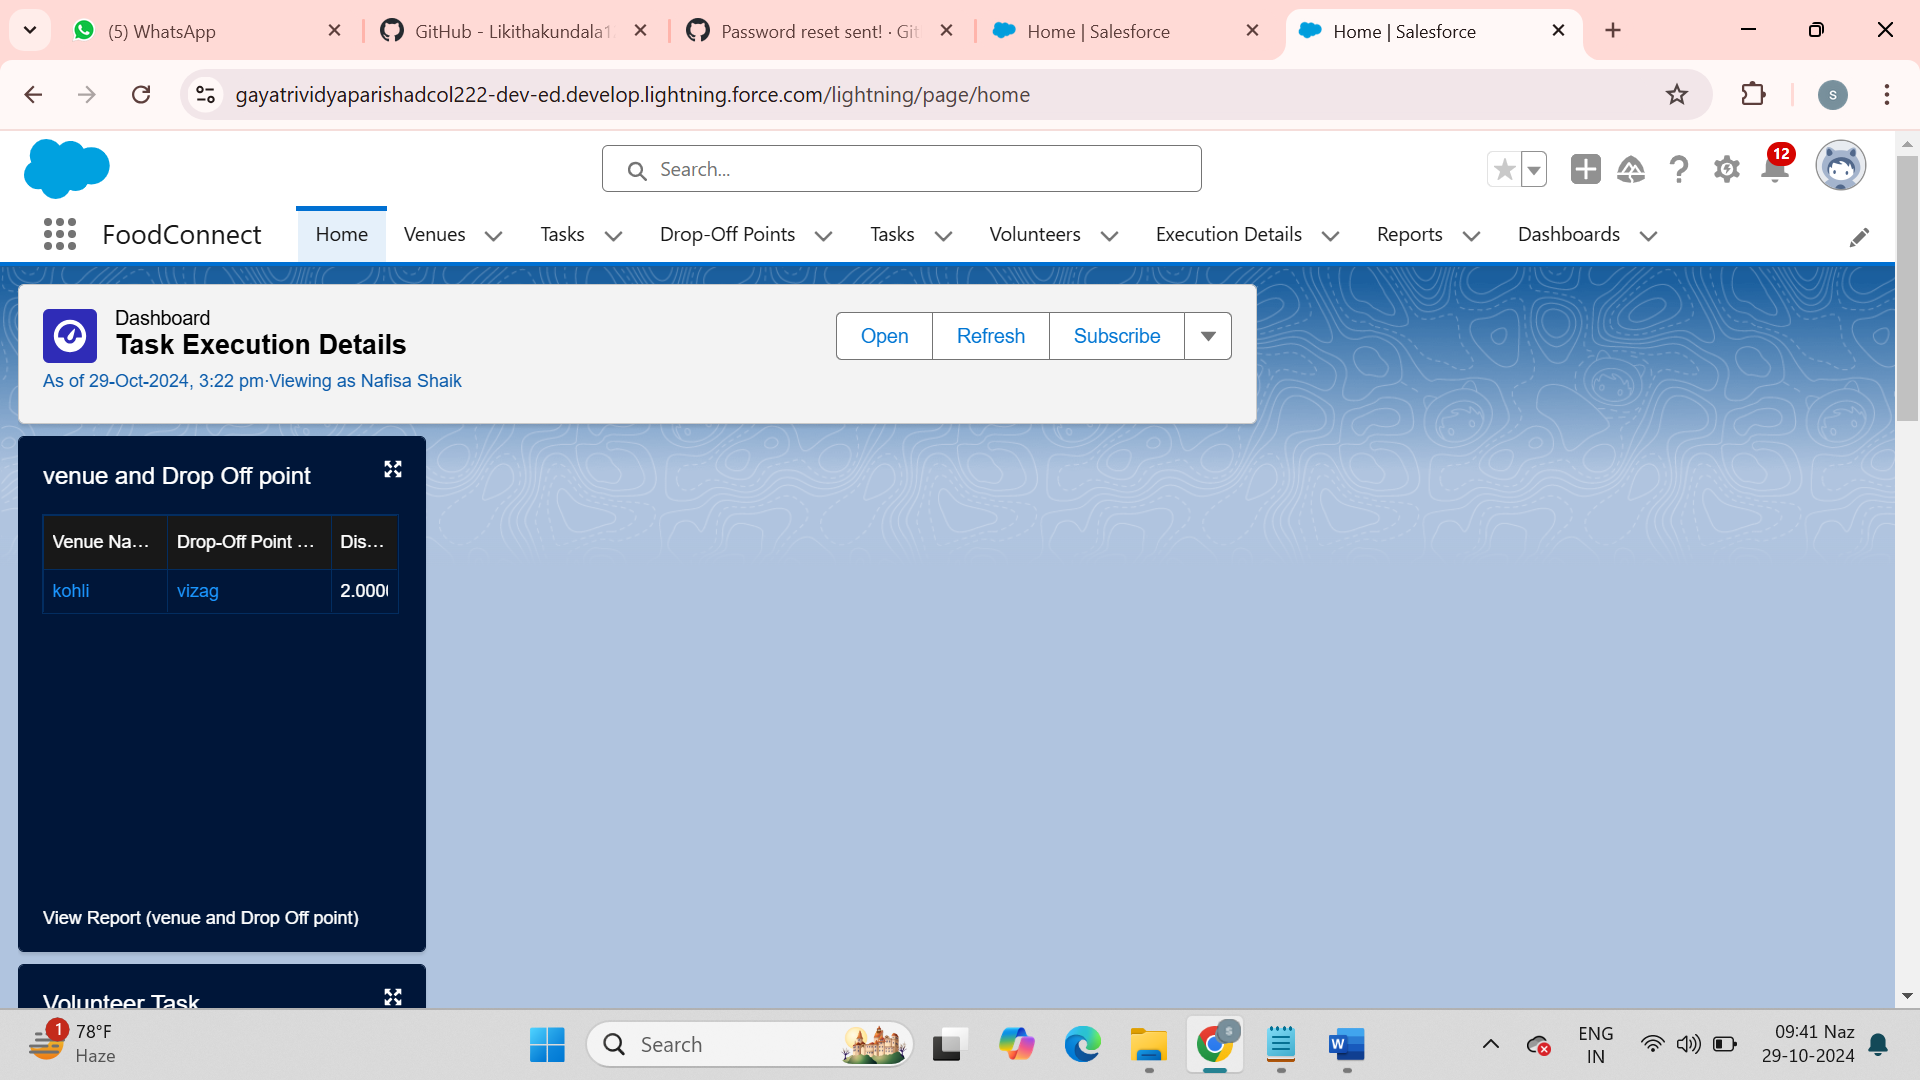 (5) WhatsApp
GitHub - Likithakundala1
Password reset sent! · Git
Home | Salesforce
Home | Salesforce
gayatrividyaparishadcol222-dev-ed.develop.lightning.force.com/lightning/page/home
s
Search...
12
FoodConnect
Home
Venues
Tasks
Drop-Off Points
Tasks
Volunteers
Execution Details
Reports
Dashboards
Dashboard
Task Execution Details
As of 29-Oct-2024, 3:22 pm·Viewing as Nafisa Shaik
Open
Refresh
Subscribe
venue and Drop Off point
Venue Na...
Drop-Off Point ...
Dis...
kohli
vizag
2.000
View Report (venue and Drop Off point)
Volunteer Task
1
78°F
Haze
Search
S
W
ENG
IN
09:41 Naz
29-10-2024